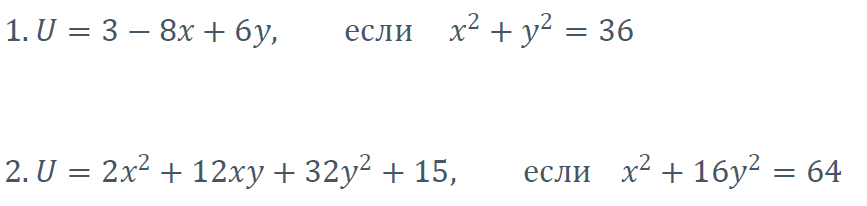 1. U = 3 − 8x + 6y, если x² + y² = 36
2. U = 2x² + 12xy + 32y² + 15, если x² + 16y² = 64